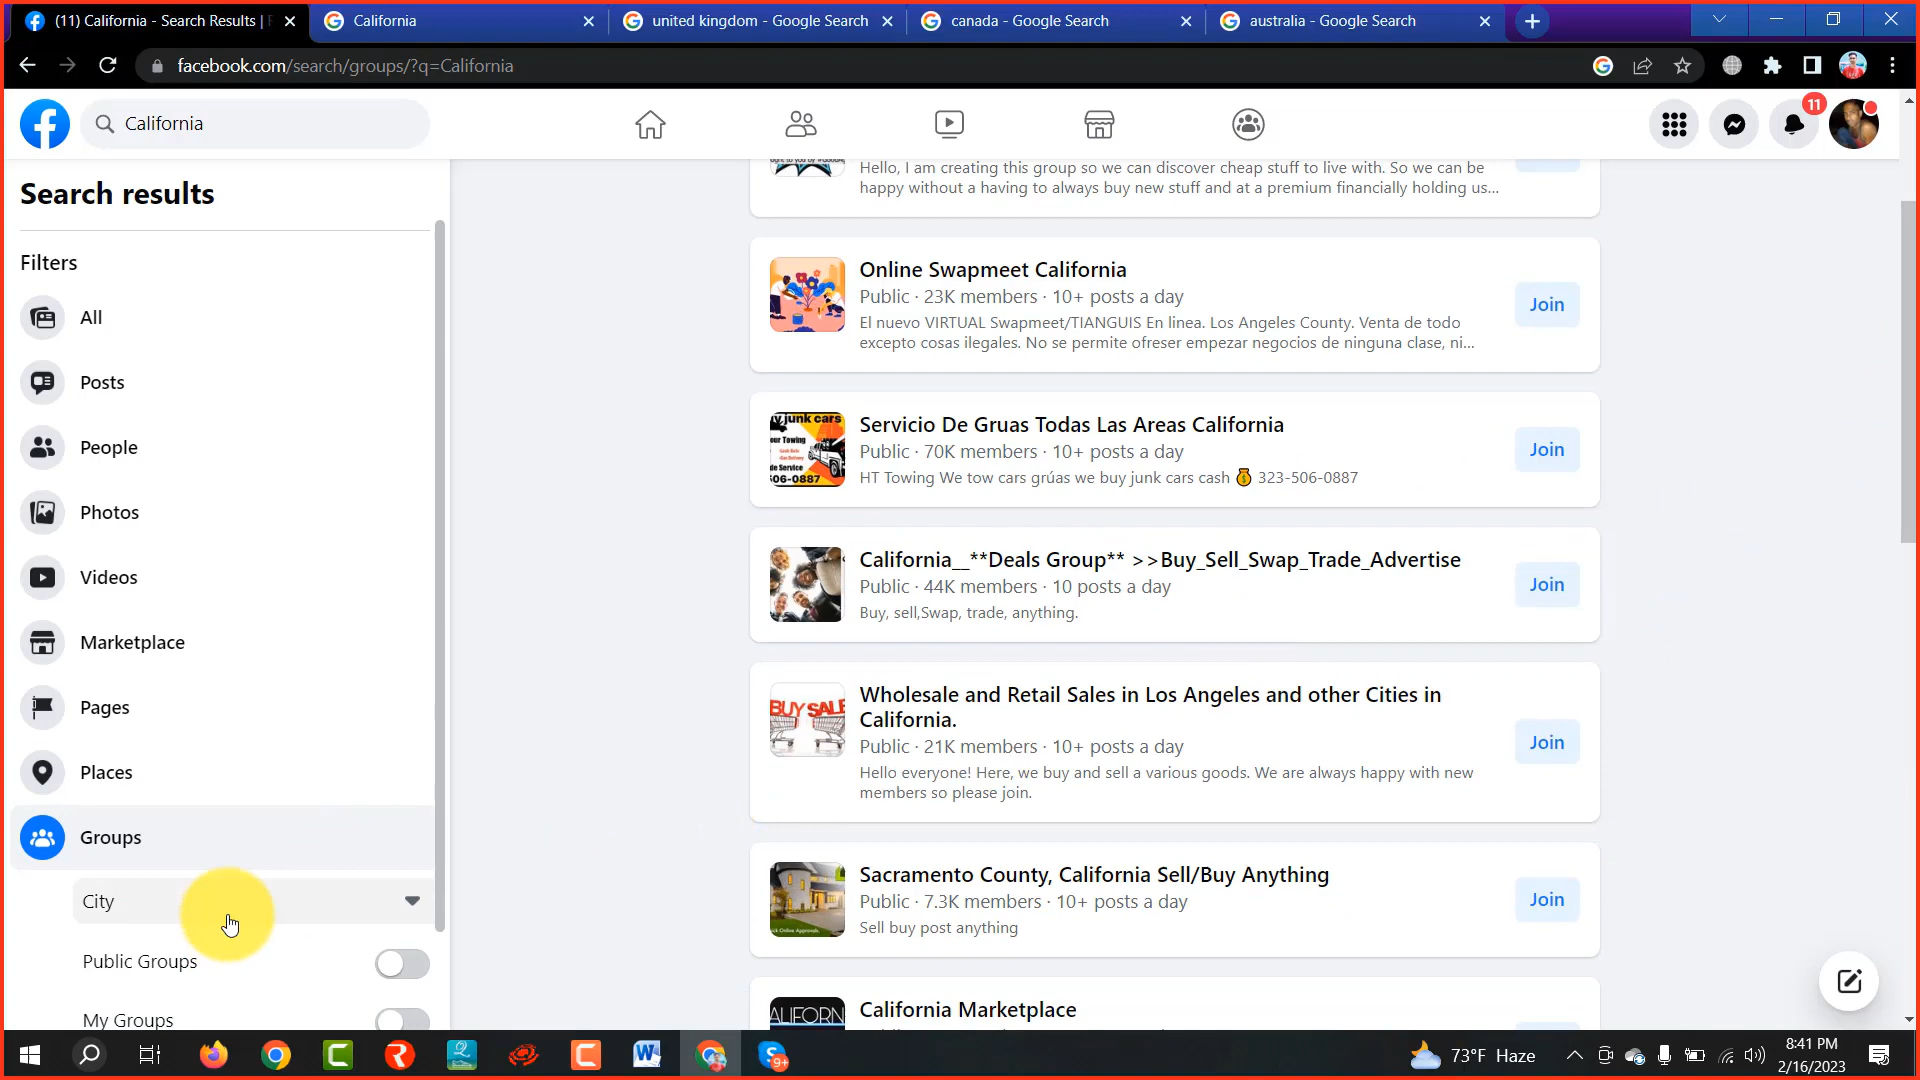 (11) California - Search Results |
California
united kingdom - Google Search
canada - Google Search
australia - Google Search
facebook.com/search/groups/?q=California
California
11
Search results
Filters
All
Posts
People
Photos
Videos
Marketplace
Pages
Places
Groups
City
Public Groups
My Groups
Hello, I am creating this group so we can discover cheap stuff to live with. So we can be
happy without a having to always buy new stuff and at a premium financially holding us...
Online Swapmeet California
Public · 23K members · 10+ posts a day
El nuevo VIRTUAL Swapmeet/TIANGUIS En linea. Los Angeles County. Venta de todo
excepto cosas ilegales. No se permite ofreser empezar negocios de ninguna clase, ni...
Join
y junk cars
our Towing
de Service
506-0887
Servicio De Gruas Todas Las Areas California
Public · 70K members · 10+ posts a day
HT Towing We tow cars grúas we buy junk cars cash 💰 323-506-0887
Join
California__**Deals Group** >>Buy_Sell_Swap_Trade_Advertise
Public · 44K members · 10 posts a day
Buy, sell,Swap, trade, anything.
Join
BUY SALE
Wholesale and Retail Sales in Los Angeles and other Cities in
California.
Public · 21K members · 10+ posts a day
Hello everyone! Here, we buy and sell a various goods. We are always happy with new
members so please join.
Join
Sacramento County, California Sell/Buy Anything
Public · 7.3K members · 10+ posts a day
Sell buy post anything
Join
ALIFORN
California Marketplace
9+
73°F Haze
8:41 PM
2/16/2023